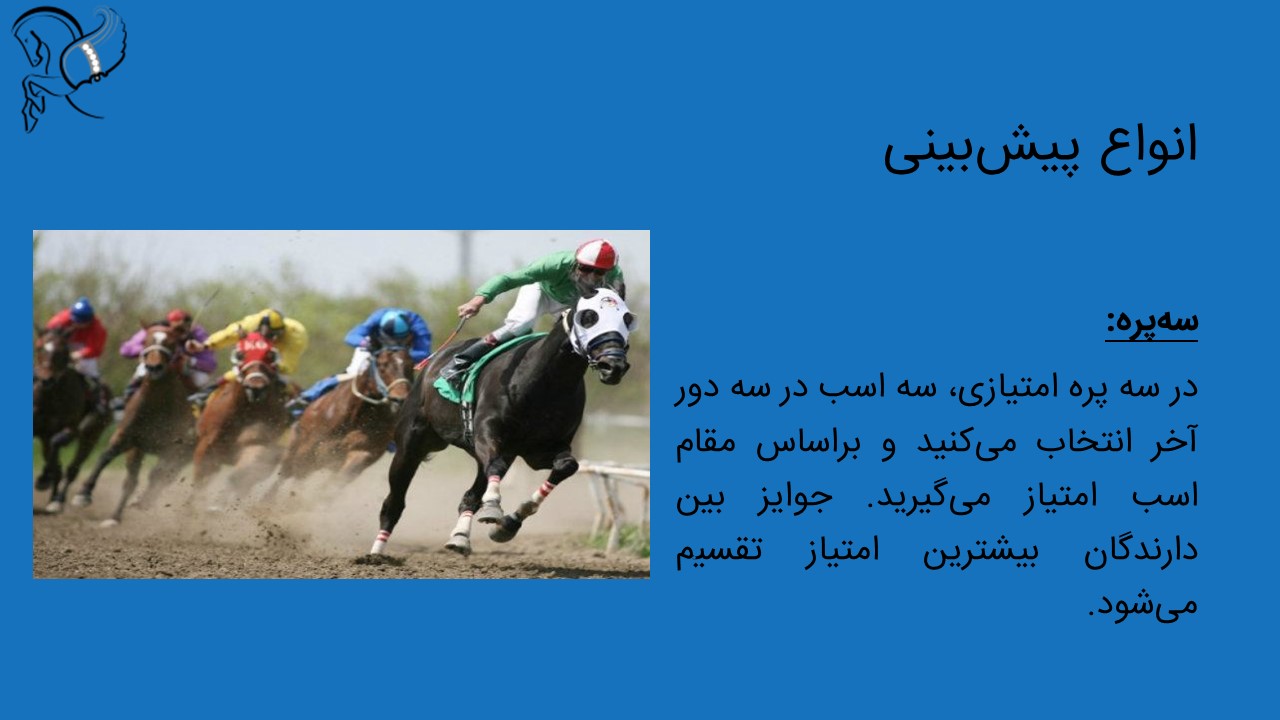 انواع پیش‌بینی
سه‌پره:
در سه پره امتیازی، سه اسب در سه دور
آخر انتخاب می‌کنید و براساس مقام
اسب امتیاز می‌گیرید. جوایز بین
دارندگان بیشترین امتیاز تقسیم
می‌شود.